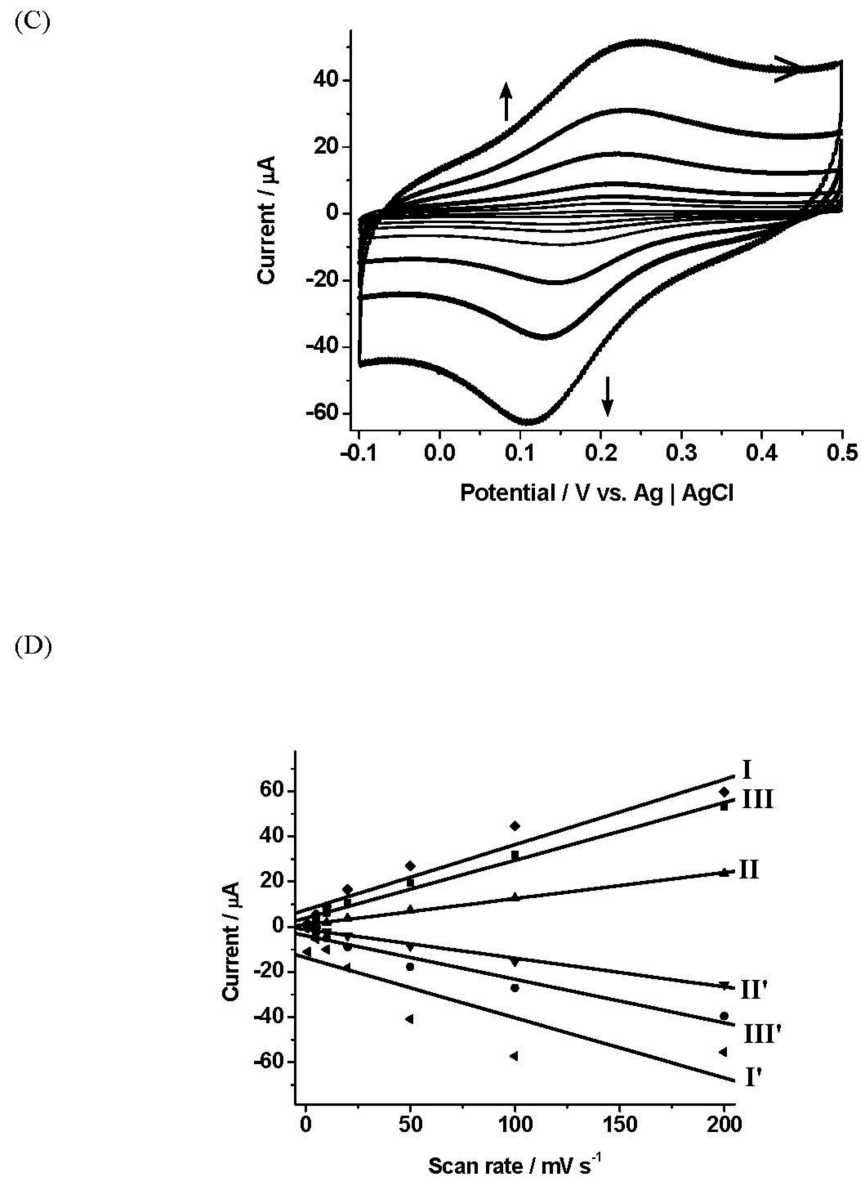 (C)
40
20
0
-20
-40
-60
Current / µA
-0.1 0.0 0.1 0.2 0.3 0.4 0.5
Potential / V vs. Ag | AgCl
(D)
60
40
20
0
-20
-40
-60
Current / µA
I
III
II
II'
III'
I'
0 50 100 150 200
Scan rate / mV s⁻¹